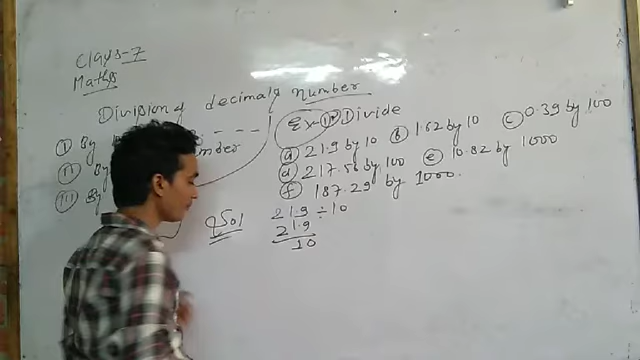 Class-7
Maths
Division of decimals number
(I) By
(II) By umber
(III) By
Ex-① Divide
(a) 21.9 by 10 (b) 1.62 by 10 (c) 0.39 by 100
(d) 217.56 by 100 (e) 10.82 by 1000
(f) 187.29 by 1000.
Sol 21.9 ÷ 10
21.9
10